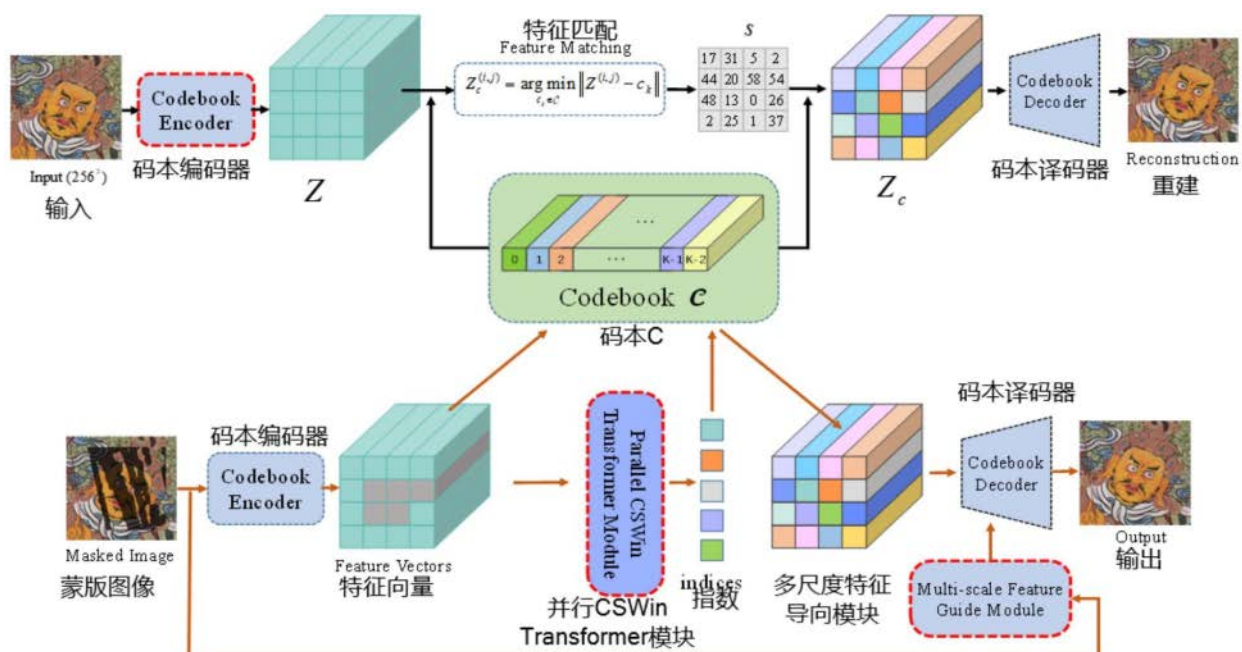 特征匹配
Feature Matching
s
Codebook
Encoder
Z_c^{(i,j)} = arg min_{c_k ∈ C} ‖Z^{(i,j)} − c_k‖
17 31 5 2
44 20 58 54
48 13 0 26
2 25 1 37
Codebook
Decoder
Input (256²)
输入
码本编码器
Z
Z_c
码本译码器
Reconstruction
重建
0 1 2 ... K-1 K-2
...
Codebook C
码本C
码本编码器
Codebook
Encoder
Masked Image
蒙版图像
Feature Vectors
特征向量
Parallel CSWin
Transformer Module
并行CSWin
Transformer模块
indices
指数
多尺度特征
导向模块
码本译码器
Codebook
Decoder
Output
输出
Multi-scale Feature
Guide Module